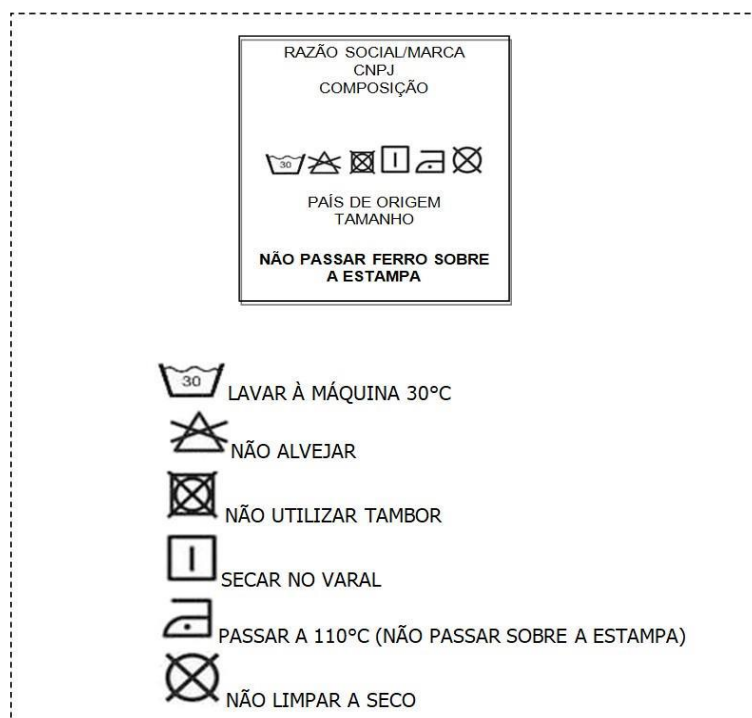 RAZÃO SOCIAL/MARCA
CNPJ
COMPOSIÇÃO
30
PAÍS DE ORIGEM
TAMANHO
NÃO PASSAR FERRO SOBRE
A ESTAMPA
30 LAVAR À MÁQUINA 30°C
NÃO ALVEJAR
NÃO UTILIZAR TAMBOR
SECAR NO VARAL
PASSAR A 110°C (NÃO PASSAR SOBRE A ESTAMPA)
NÃO LIMPAR A SECO